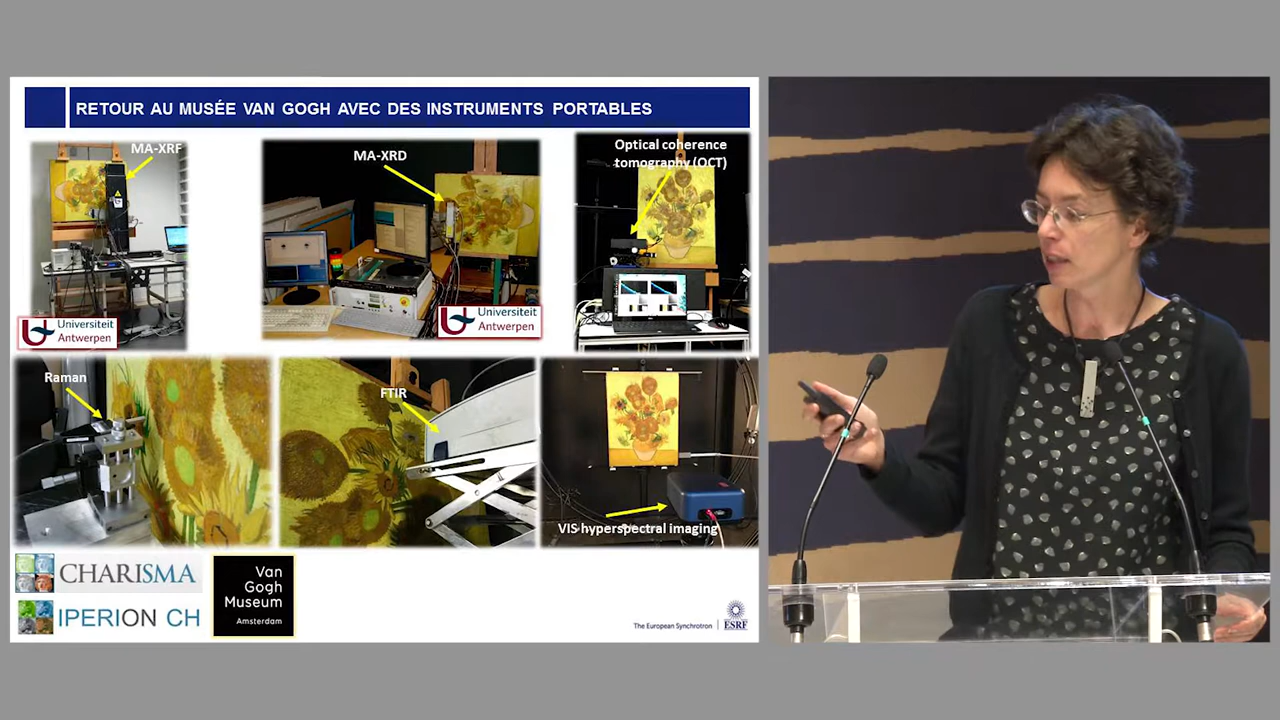 RETOUR AU MUSÉE VAN GOGH AVEC DES INSTRUMENTS PORTABLES
MA-XRF
MA-XRD
Optical coherence
tomography (OCT)
Universiteit
Antwerpen
Universiteit
Antwerpen
Raman
FTIR
VIS hyperspectral imaging
CHARISMA
IPERION CH
Van
Gogh
Museum
Amsterdam
The European Synchrotron
ESRF